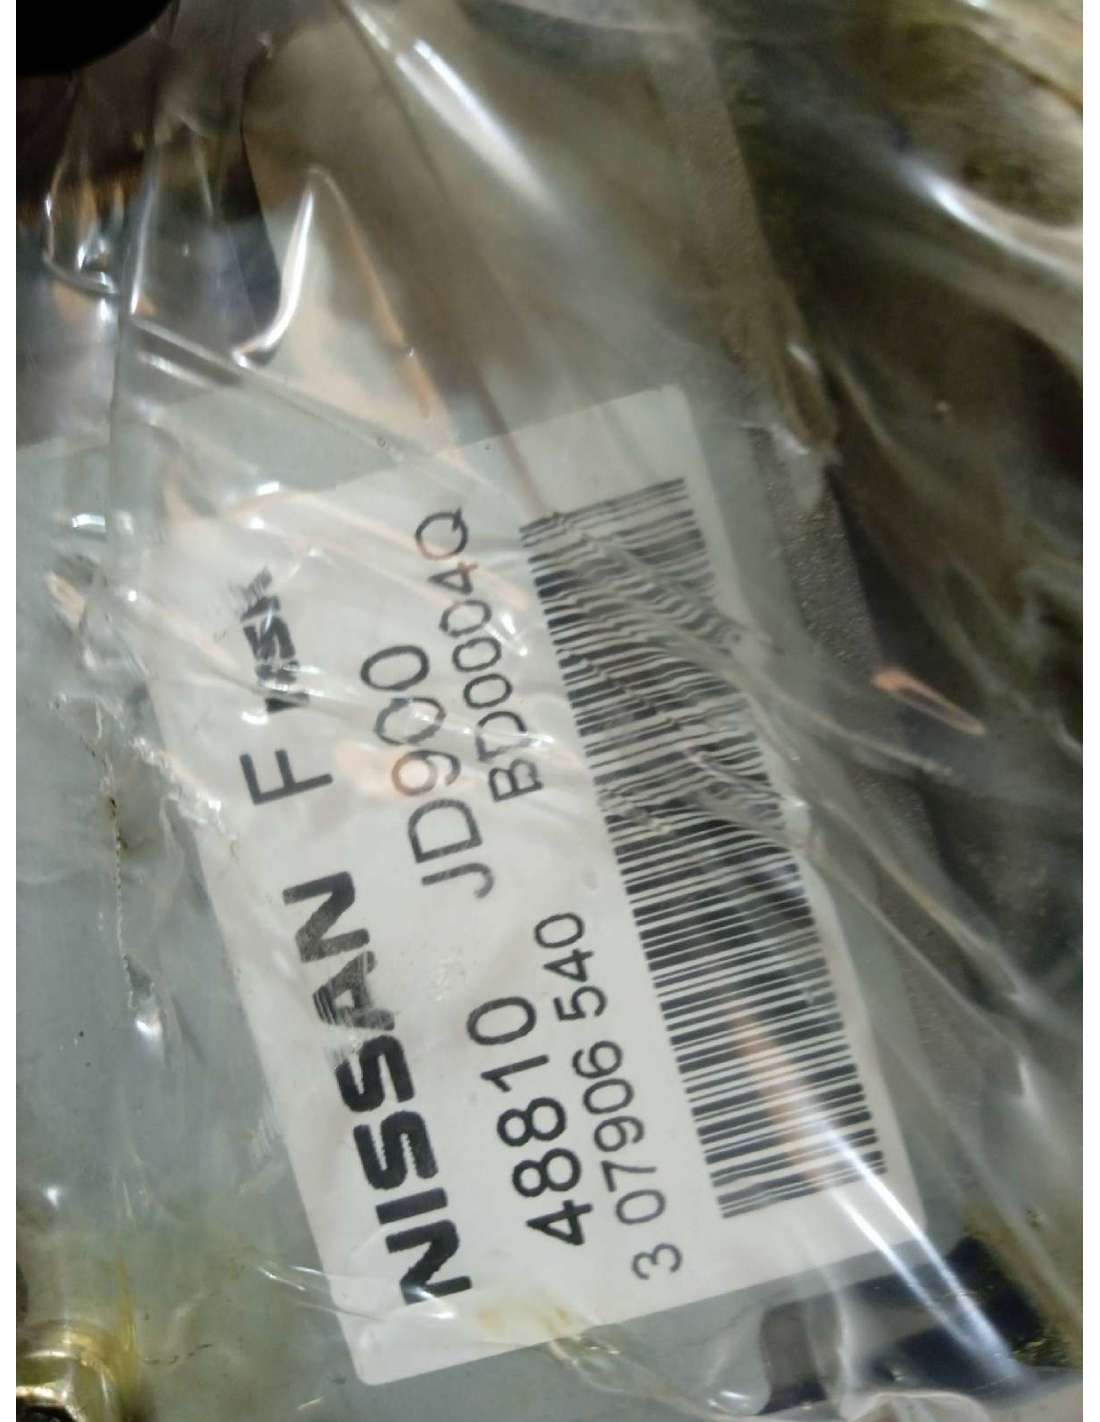 NISSAN F
48810 JD900
3 07906 540 BD00004Q